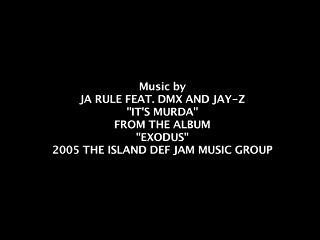 Music by
JA RULE FEAT. DMX AND JAY-Z
"IT'S MURDA"
FROM THE ALBUM
"EXODUS"
2005 THE ISLAND DEF JAM MUSIC GROUP